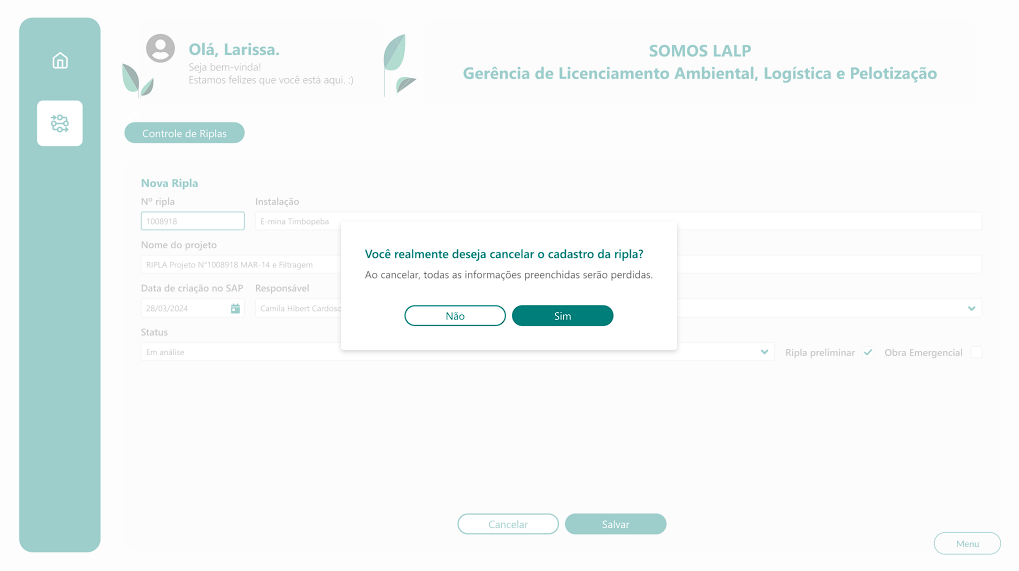 Olá, Larissa.
Seja bem-vinda!
Estamos felizes que você está aqui. :)
SOMOS LALP
Gerência de Licenciamento Ambiental, Logística e Pelotização
Controle de Riplas
Nova Ripla
Nº ripla
Instalação
1008918
E-mina Timbopeba
Nome do projeto
RIPLA Projeto N°1008918 MAR-14 e Filtragem
Data de criação no SAP
Responsável
28/03/2024
Camila Hibert Cardoso
Status
Em análise
Ripla preliminar
Obra Emergencial
Você realmente deseja cancelar o cadastro da ripla?
Ao cancelar, todas as informações preenchidas serão perdidas.
Não
Sim
Cancelar
Salvar
Menu